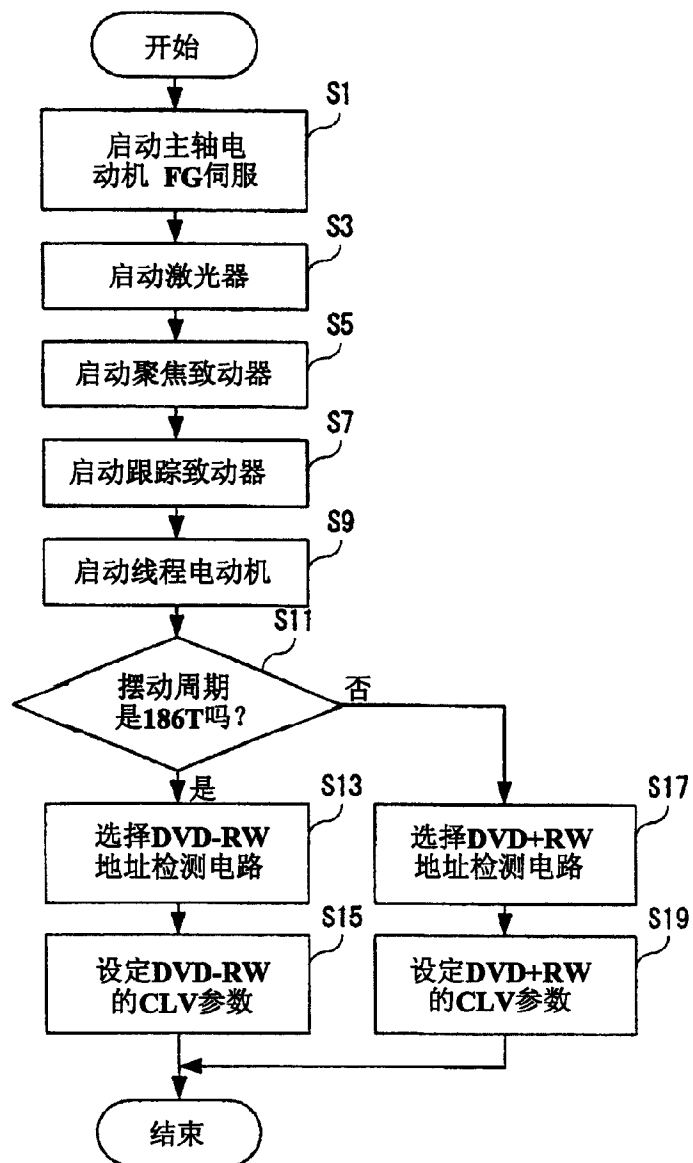 开始
S1
启动主轴电
动机 FG伺服
S3
启动激光器
S5
启动聚焦致动器
S7
启动跟踪致动器
S9
启动线程电动机
S11
摆动周期
是186T吗？
否
是
S13
选择DVD-RW
地址检测电路
S17
选择DVD+RW
地址检测电路
S15
设定DVD-RW
的CLV参数
S19
设定DVD+RW
的CLV参数
结束